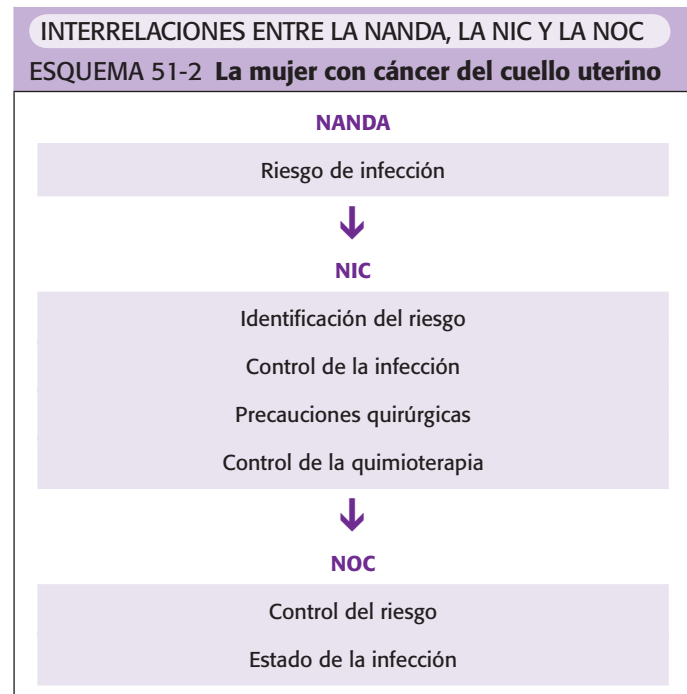 INTERRELACIONES ENTRE LA NANDA, LA NIC Y LA NOC
ESQUEMA 51-2 La mujer con cáncer del cuello uterino
NANDA
Riesgo de infección
NIC
Identificación del riesgo
Control de la infección
Precauciones quirúrgicas
Control de la quimioterapia
NOC
Control del riesgo
Estado de la infección